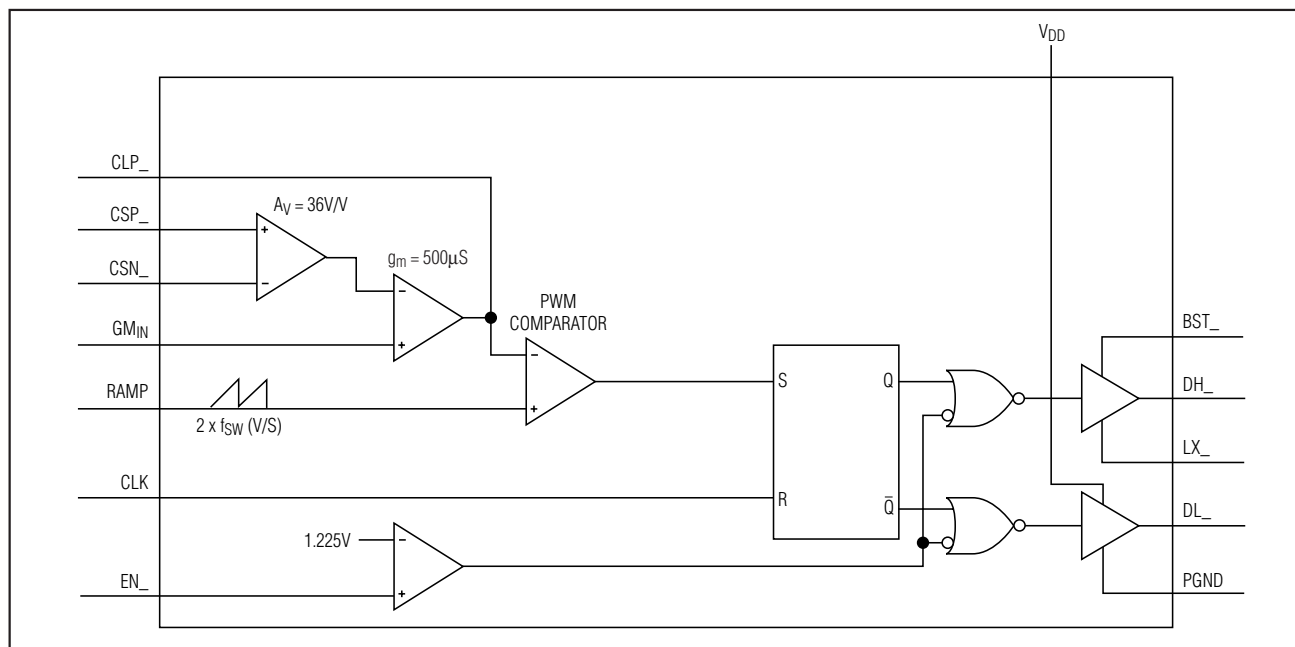 V_DD
CLP_
A_V = 36V/V
CSP_
+
CSN_
−
g_m = 500µS
−
PWM
COMPARATOR
GM_IN
+
−
BST_
RAMP
+
S
Q
DH_
2 x f_SW (V/S)
LX_
CLK
R
Q̄
DL_
1.225V
−
EN_
+
PGND